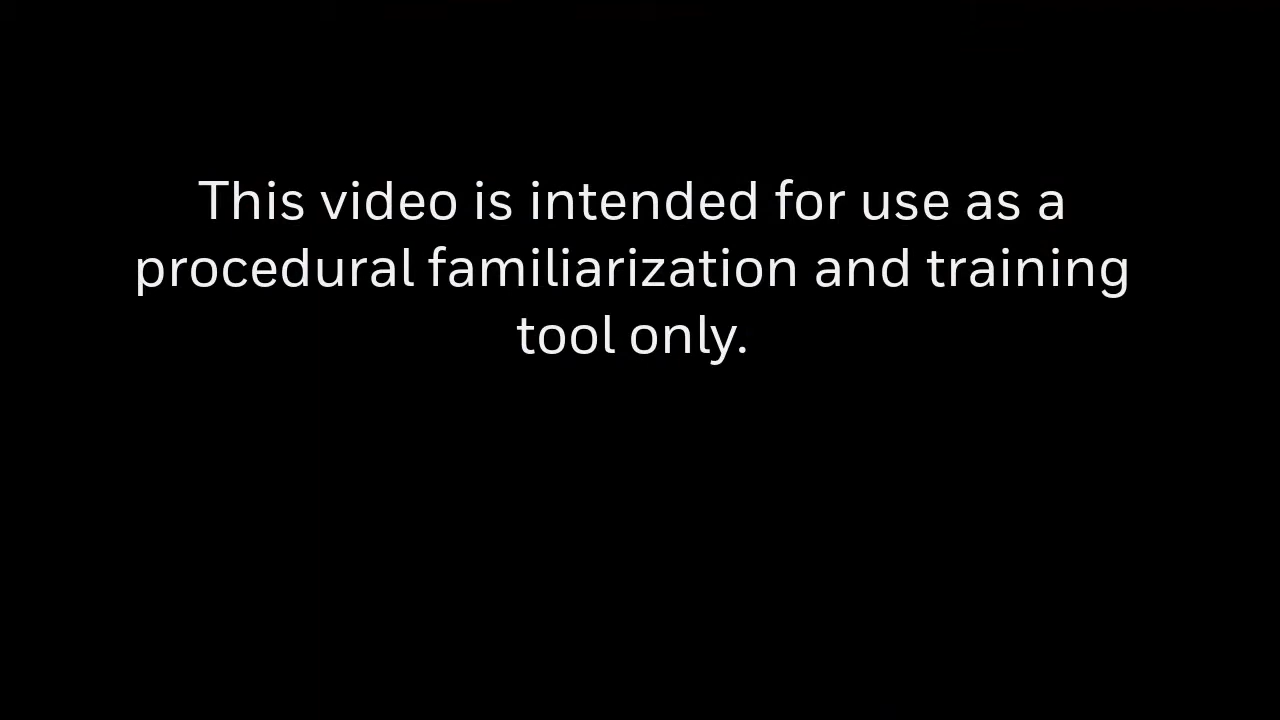 This video is intended for use as a
procedural familiarization and training
tool only.